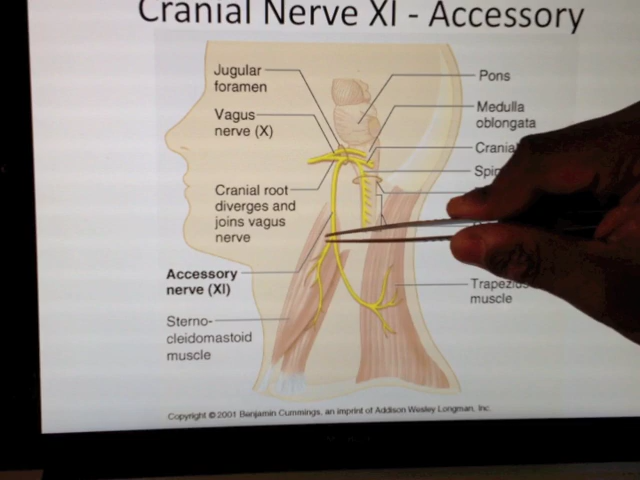 Cranial Nerve XI - Accessory
Jugular
foramen
Vagus
nerve (X)
Cranial root
diverges and
joins vagus
nerve
Accessory
nerve (XI)
Sterno-
cleidomastoid
muscle
Pons
Medulla
oblongata
Cranial
Trapezius
muscle
Copyright © 2001 Benjamin Cummings, an imprint of Addison Wesley Longman, Inc.